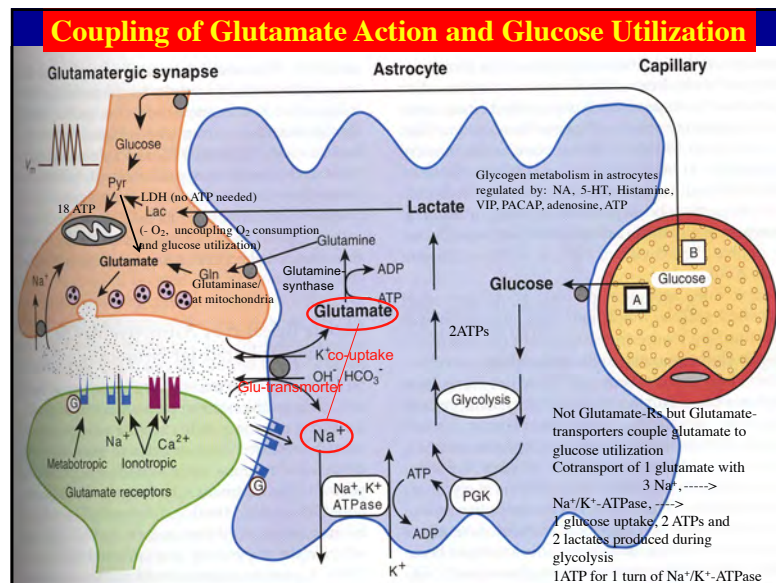 Coupling of Glutamate Action and Glucose Utilization
Glutamatergic synapse
Astrocyte
Capillary
Glucose
Vm
Pyr
LDH (no ATP needed)
18 ATP
Lac
(- O2, uncoupling O2 consumption
and glucose utilization)
Glutamate
Gln
Glutaminase/
at mitochondria
Na+
Glycogen metabolism in astrocytes
regulated by: NA, 5-HT, Histamine,
VIP, PACAP, adenosine, ATP
Lactate
Glutamine
Glutamine-
synthase
ADP
ATP
Glutamate
Glucose
B
Glucose
A
2ATPs
K+
co-uptake
OH-/HCO3-
Glu-transmorter
Glycolysis
Na+
G
Na+
Ca2+
Metabotropic
Ionotropic
Glutamate receptors
G
Na+, K+
ATPase
ATP
ADP
PGK
K+
Not Glutamate-Rs but Glutamate-
transporters couple glutamate to
glucose utilization
Cotransport of 1 glutamate with
3 Na+, ----->
Na+/K+-ATPase, ---->
1 glucose uptake, 2 ATPs and
2 lactates produced during
glycolysis
1ATP for 1 turn of Na+/K+-ATPase